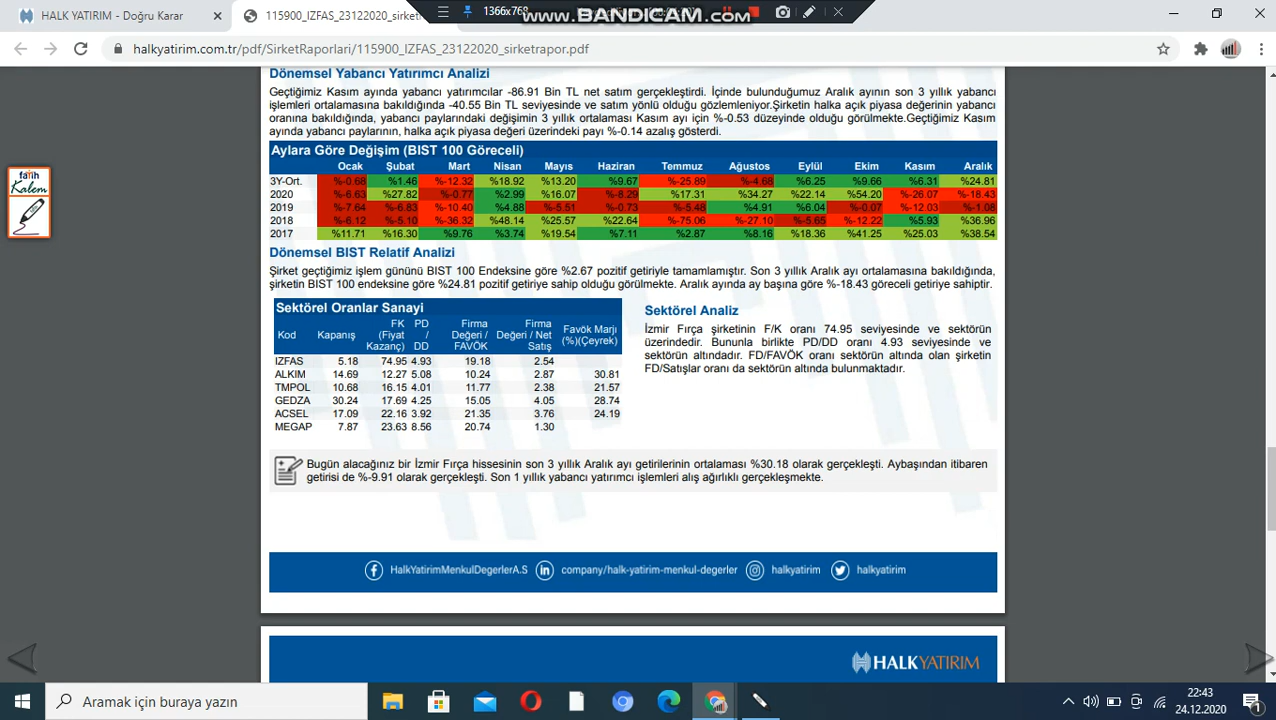 HALK YATIRIM - Doğru Karar
115900_IZFAS_23122020_sirketr
1366x768
www.BANDICAM.com
halkyatirim.com.tr/pdf/SirketRaporlari/115900_IZFAS_23122020_sirketrapor.pdf
Dönemsel Yabancı Yatırımcı Analizi
Geçtiğimiz Kasım ayında yabancı yatırımcılar -86.91 Bin TL net satım gerçekleştirdi. İçinde bulunduğumuz Aralık ayının son 3 yıllık yabancı
işlemleri ortalamasına bakıldığında -40.55 Bin TL seviyesinde ve satım yönlü olduğu gözlemleniyor.Şirketin halka açık piyasa değerinin yabancı
oranına bakıldığında, yabancı paylarındaki değişimin 3 yıllık ortalaması Kasım ayı için %-0.53 düzeyinde olduğu görülmekte.Geçtiğimiz Kasım
ayında yabancı paylarının, halka açık piyasa değeri üzerindeki payı %-0.14 azalış gösterdi.
Aylara Göre Değişim (BIST 100 Göreceli)
Ocak Şubat Mart Nisan Mayıs Haziran Temmuz Ağustos Eylül Ekim Kasım Aralık
3Y-Ort. %-0.68 %1.46 %-12.32 %18.92 %13.20 %9.67 %-25.89 %-4.68 %6.25 %9.66 %6.31 %24.81
2020 %-6.63 %27.82 %-0.77 %2.99 %16.07 %-8.29 %17.31 %34.27 %22.14 %54.20 %-26.07 %-18.43
2019 %-7.64 %-6.83 %-10.40 %4.88 %-5.51 %-0.73 %-5.48 %4.91 %6.04 %-0.07 %-12.03 %-1.08
2018 %-6.12 %-5.10 %-36.32 %48.14 %25.57 %22.64 %-75.06 %-27.10 %-5.65 %-12.22 %5.93 %36.96
2017 %11.71 %16.30 %9.76 %3.74 %19.54 %7.11 %2.87 %8.16 %18.36 %41.25 %25.03 %38.54
Dönemsel BIST Relatif Analizi
Şirket geçtiğimiz işlem gününü BIST 100 Endeksine göre %2.67 pozitif getiriyle tamamlamıştır. Son 3 yıllık Aralık ayı ortalamasına bakıldığında,
şirketin BIST 100 endeksine göre %24.81 pozitif getiriye sahip olduğu görülmekte. Aralık ayında ay başına göre %-18.43 göreceli getiriye sahiptir.
Sektörel Oranlar Sanayi
Kod Kapanış FK (Fiyat Kazanç) PD / DD Firma Değeri / FAVÖK Firma Değeri / Net Satış Favök Marjı (%)(Çeyrek)
IZFAS 5.18 74.95 4.93 19.18 2.54
ALKIM 14.69 12.27 5.08 10.24 2.87 30.81
TMPOL 10.68 16.15 4.01 11.77 2.38 21.57
GEDZA 30.24 17.69 4.25 15.05 4.05 28.74
ACSEL 17.09 22.16 3.92 21.35 3.76 24.19
MEGAP 7.87 23.63 8.56 20.74 1.30
Sektörel Analiz
İzmir Fırça şirketinin F/K oranı 74.95 seviyesinde ve sektörün
üzerindedir. Bununla birlikte PD/DD oranı 4.93 seviyesinde ve
sektörün altındadır. FD/FAVÖK oranı sektörün altında olan şirketin
FD/Satışlar oranı da sektörün altında bulunmaktadır.
Bugün alacağınız bir İzmir Fırça hissesinin son 3 yıllık Aralık ayı getirilerinin ortalaması %30.18 olarak gerçekleşti. Aybaşından itibaren
getirisi de %-9.91 olarak gerçekleşti. Son 1 yıllık yabancı yatırımcı işlemleri alış ağırlıklı gerçekleşmekte.
HalkYatirimMenkulDegerlerA.S company/halk-yatirim-menkul-degerler halkyatirim halkyatirim
HALKYATIRIM
fatih
Kalem
Aramak için buraya yazın
22:43
24.12.2020
1